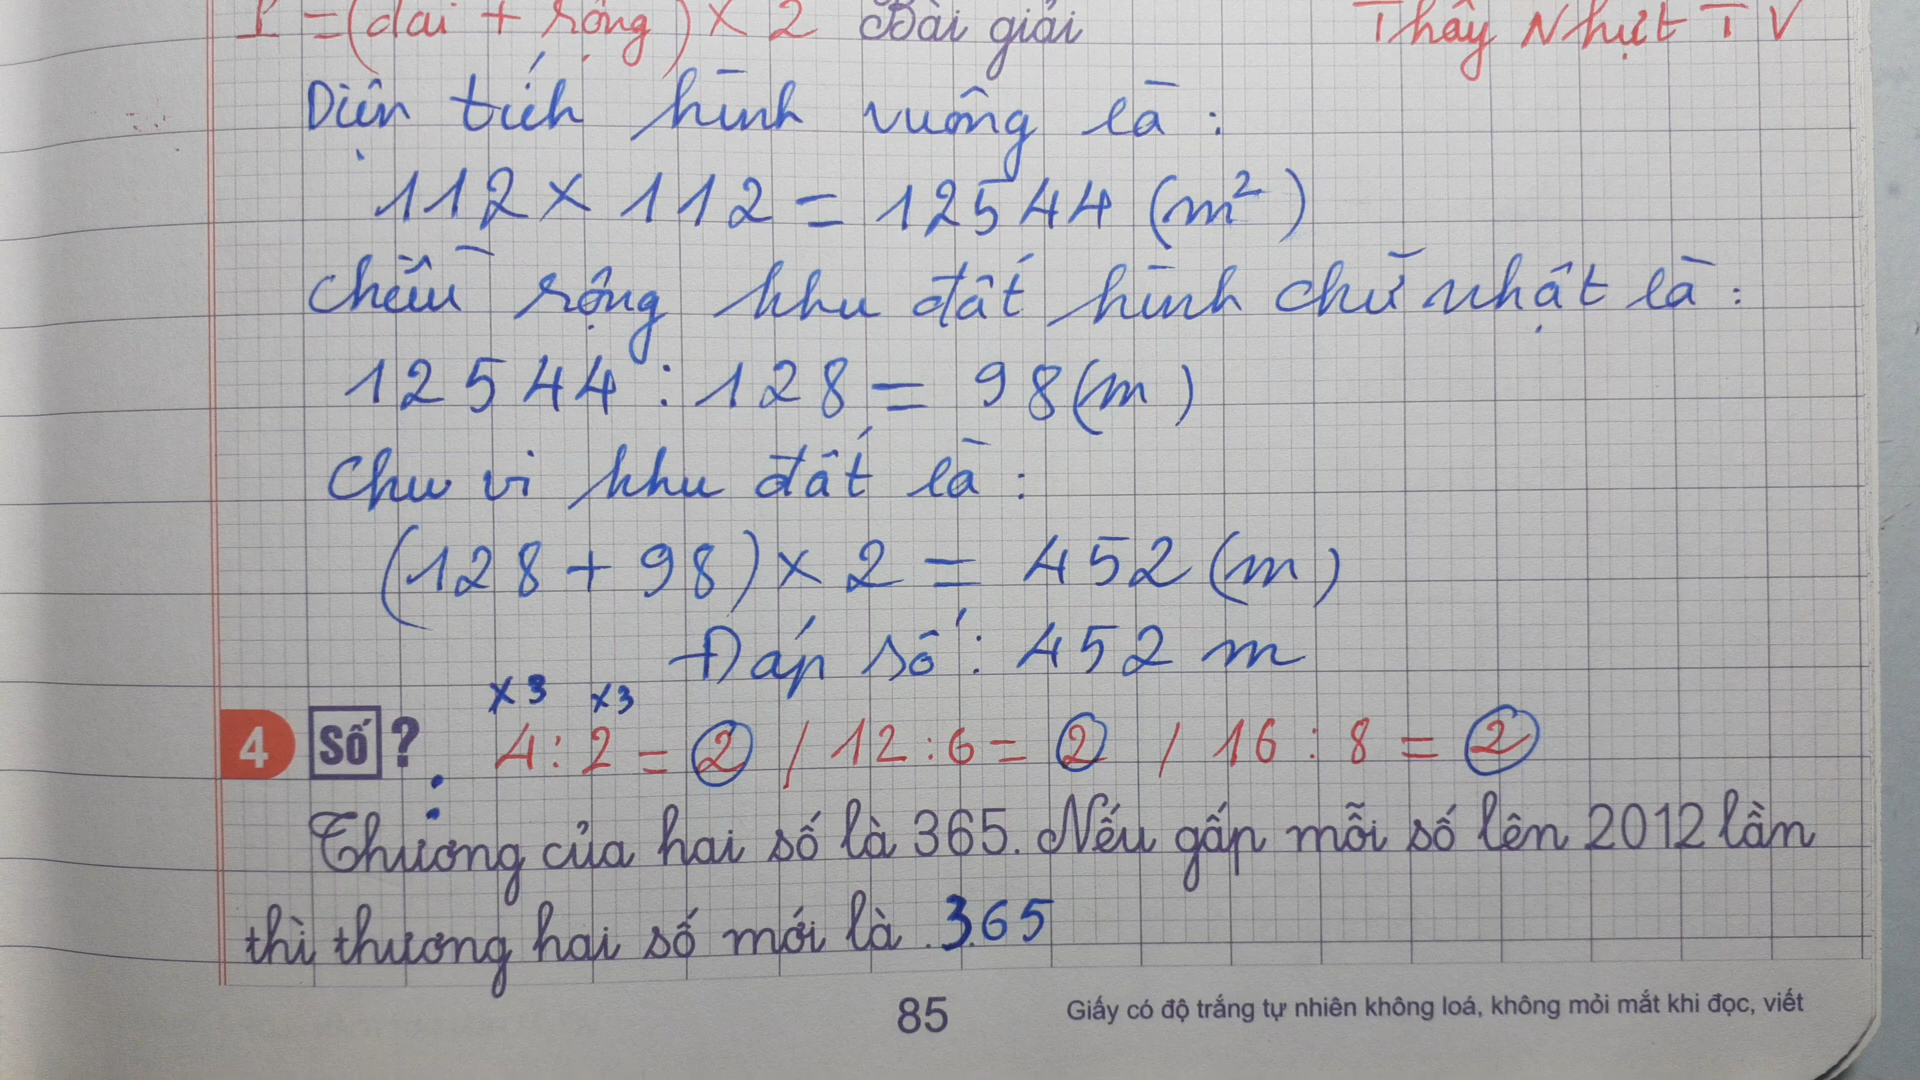 P = (dài + rộng) x 2 Bài giải Thầy Nhựt TV
Diện tích hình vuông là :
112 x 112 = 12544 (m²)
Chiều rộng khu đất hình chữ nhật là :
12544 : 128 = 98 (m)
Chu vi khu đất là :
(128 + 98) x 2 = 452 (m)
Đáp số : 452 m
x3 x3
4 Số ? 4 : 2 = 2 / 12 : 6 = 2 / 16 : 8 = 2
Thương của hai số là 365. Nếu gấp mỗi số lên 2012 lần
thì thương hai số mới là 365
85 Giấy có độ trắng tự nhiên không loá, không mỏi mắt khi đọc, viết